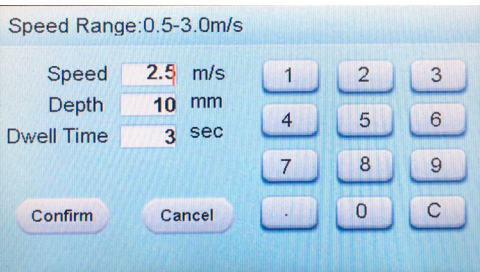 Speed Range:0.5-3.0m/s
Speed 2.5 m/s
Depth 10 mm
Dwell Time 3 sec
1 2 3
4 5 6
7 8 9
. 0 C
Confirm Cancel